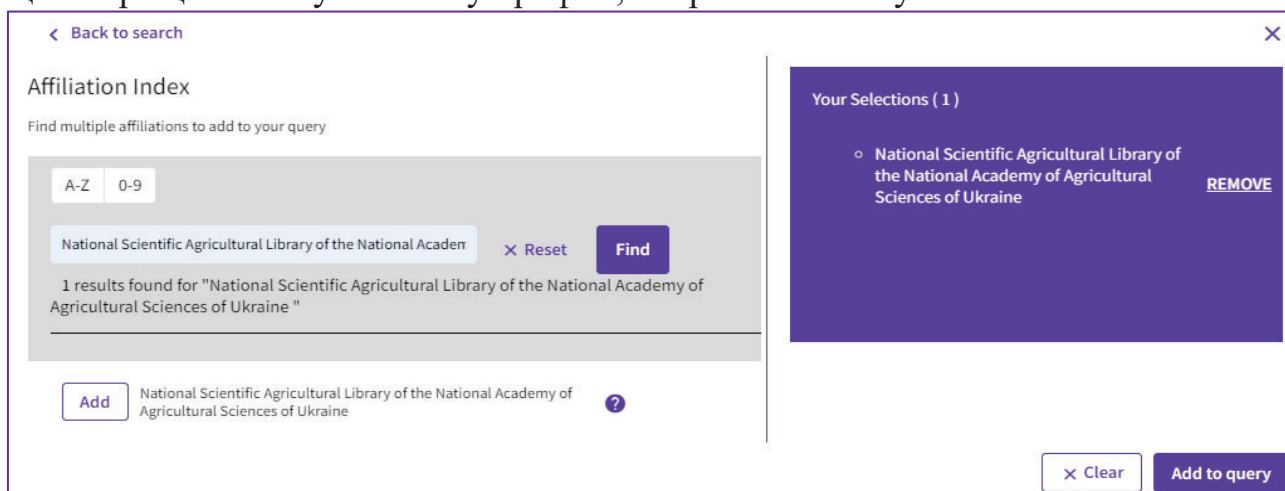 Back to search
Affiliation Index
Find multiple affiliations to add to your query
A-Z 0-9
National Scientific Agricultural Library of the National Academ
Reset
Find
1 results found for "National Scientific Agricultural Library of the National Academy of
Agricultural Sciences of Ukraine "
Add
National Scientific Agricultural Library of the National Academy of
Agricultural Sciences of Ukraine
?
Your Selections ( 1 )
National Scientific Agricultural Library of
the National Academy of Agricultural
Sciences of Ukraine
REMOVE
Clear
Add to query